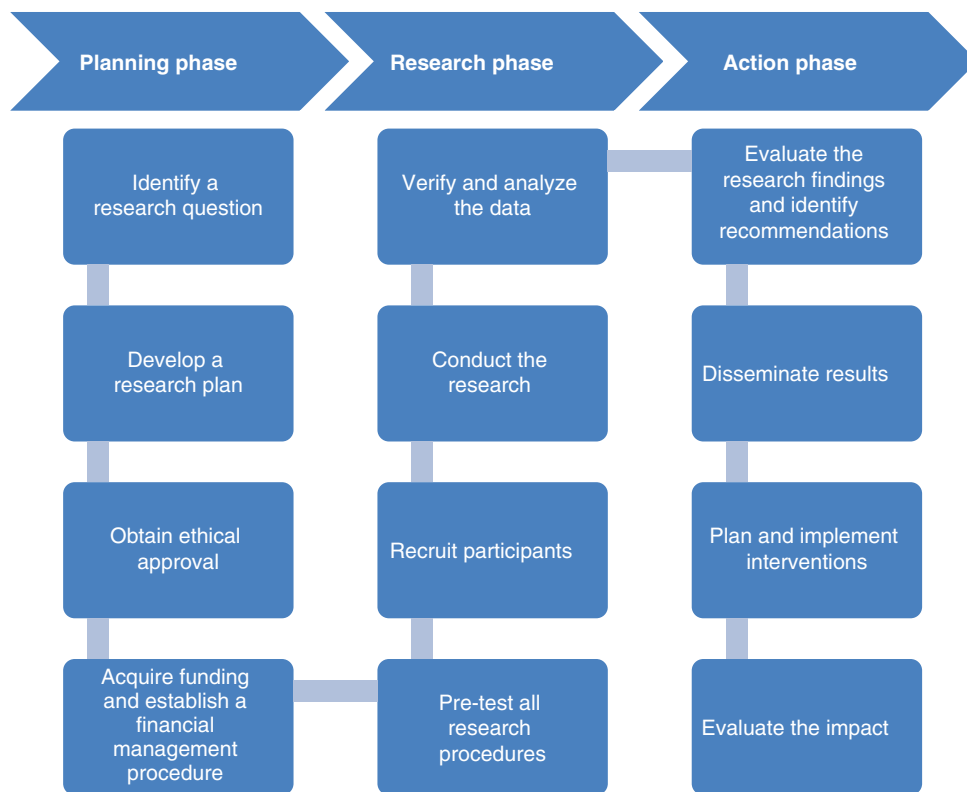 Planning phase
Research phase
Action phase
Identify a
research question
Develop a
research plan
Obtain ethical
approval
Acquire funding
and establish a
financial
management
procedure
Verify and analyze
the data
Conduct the
research
Recruit participants
Pre-test all
research
procedures
Evaluate the
research findings
and identify
recommendations
Disseminate results
Plan and implement
interventions
Evaluate the impact